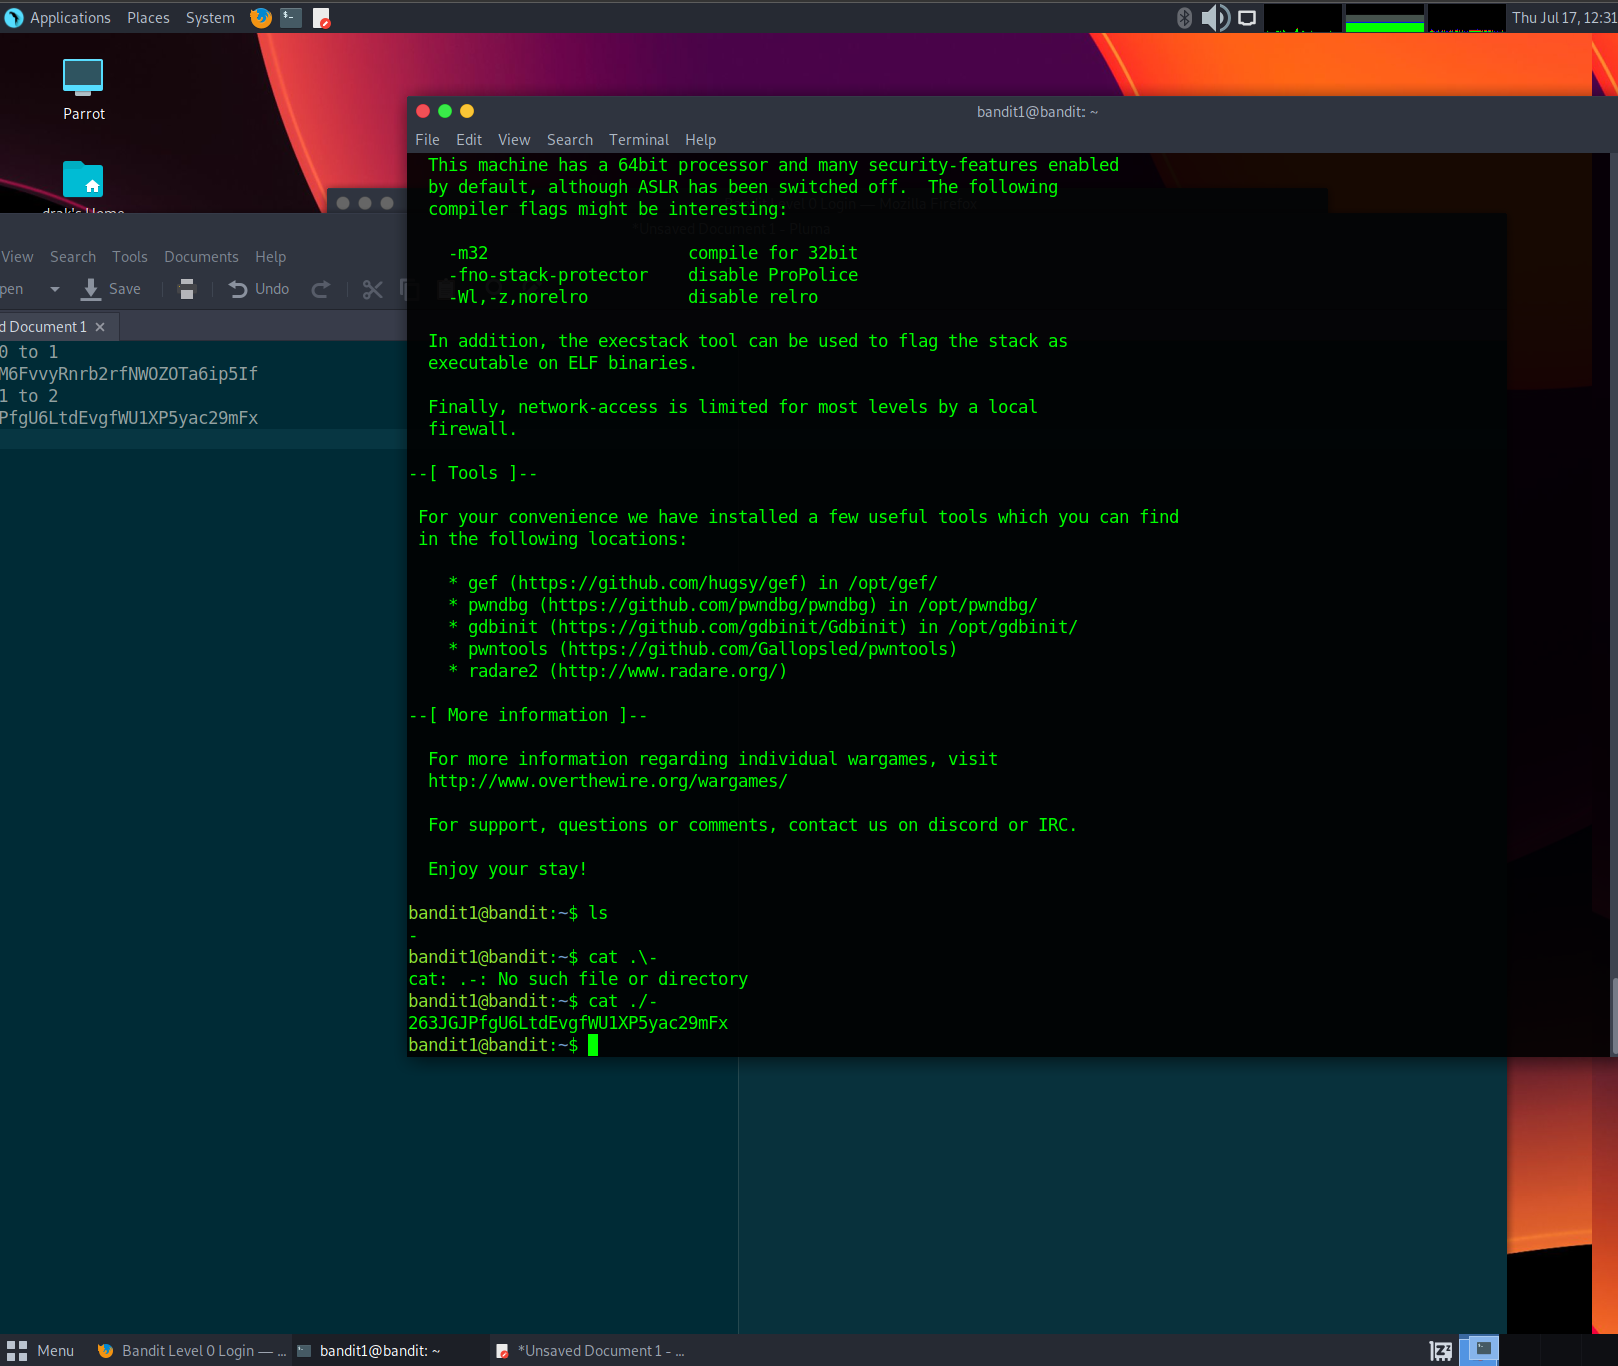 Applications Places System
Thu Jul 17, 12:31
Parrot
drak's Home
bandit1@bandit: ~
File Edit View Search Terminal Help
View Search Tools Documents Help
pen Save Undo
d Document 1
0 to 1
M6FvvyRnrb2rfNWOZOTa6ip5If
1 to 2
PfgU6LtdEvgfWU1XP5yac29mFx
This machine has a 64bit processor and many security-features enabled
by default, although ASLR has been switched off.  The following
compiler flags might be interesting:
-m32                    compile for 32bit
-fno-stack-protector    disable ProPolice
-Wl,-z,norelro          disable relro
In addition, the execstack tool can be used to flag the stack as
executable on ELF binaries.
Finally, network-access is limited for most levels by a local
firewall.
--[ Tools ]--
For your convenience we have installed a few useful tools which you can find
in the following locations:
* gef (https://github.com/hugsy/gef) in /opt/gef/
* pwndbg (https://github.com/pwndbg/pwndbg) in /opt/pwndbg/
* gdbinit (https://github.com/gdbinit/Gdbinit) in /opt/gdbinit/
* pwntools (https://github.com/Gallopsled/pwntools)
* radare2 (http://www.radare.org/)
--[ More information ]--
For more information regarding individual wargames, visit
http://www.overthewire.org/wargames/
For support, questions or comments, contact us on discord or IRC.
Enjoy your stay!
bandit1@bandit:~$ ls
-
bandit1@bandit:~$ cat .\-
cat: .-: No such file or directory
bandit1@bandit:~$ cat ./-
263JGJPfgU6LtdEvgfWU1XP5yac29mFx
bandit1@bandit:~$
Menu
Bandit Level 0 Login — ...
bandit1@bandit: ~
*Unsaved Document 1 - ...